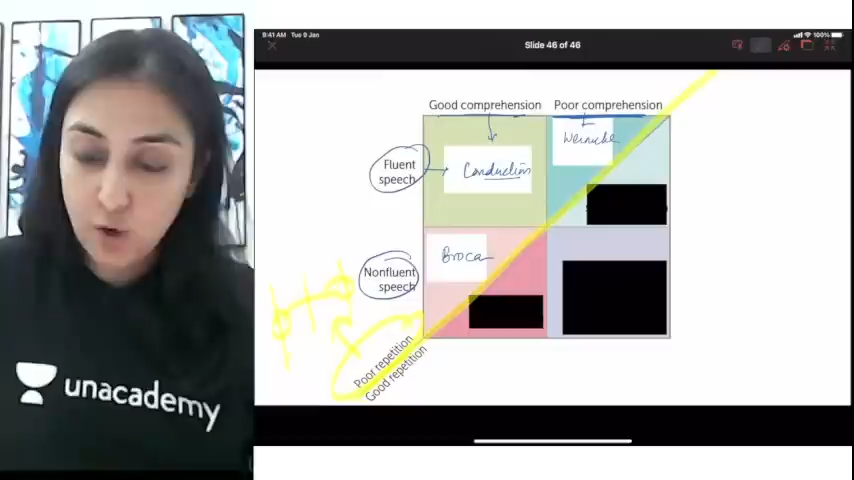 9:41 AM Tue 9 Jan
100%
Slide 46 of 46
Good comprehension
Poor comprehension
Wernicke
Fluent
speech
Conduction
Broca
Nonfluent
speech
Poor repetition
Good repetition
unacademy